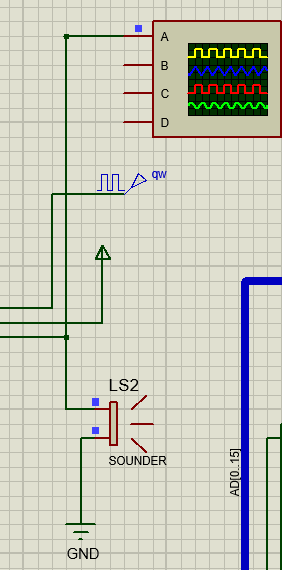 A
B
C
D
qw
LS2
SOUNDER
AD[0..15]
GND